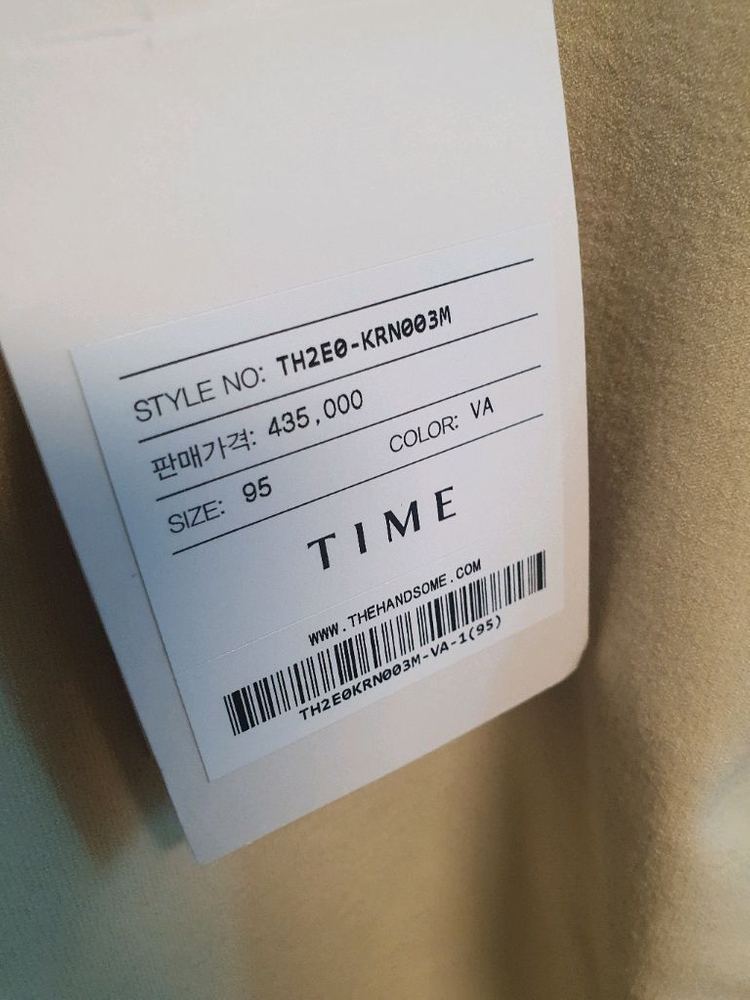 STYLE NO: TH2E0-KRN003M
판매가격: 435,000
SIZE: 95 COLOR: VA
TIME
WWW.THEHANDSOME.COM
TH2E0KRN003M-VA-1(95)